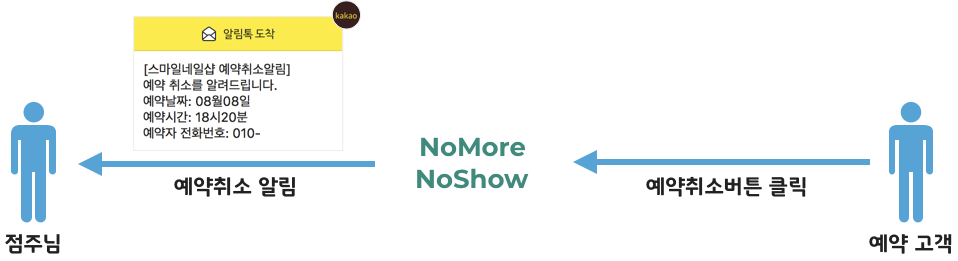 kakao
알림톡 도착
[스마일네일샵 예약취소알림]
예약 취소를 알려드립니다.
예약날짜: 08월08일
예약시간: 18시20분
예약자 전화번호: 010-
NoMore
NoShow
예약취소 알림
예약취소버튼 클릭
점주님
예약 고객